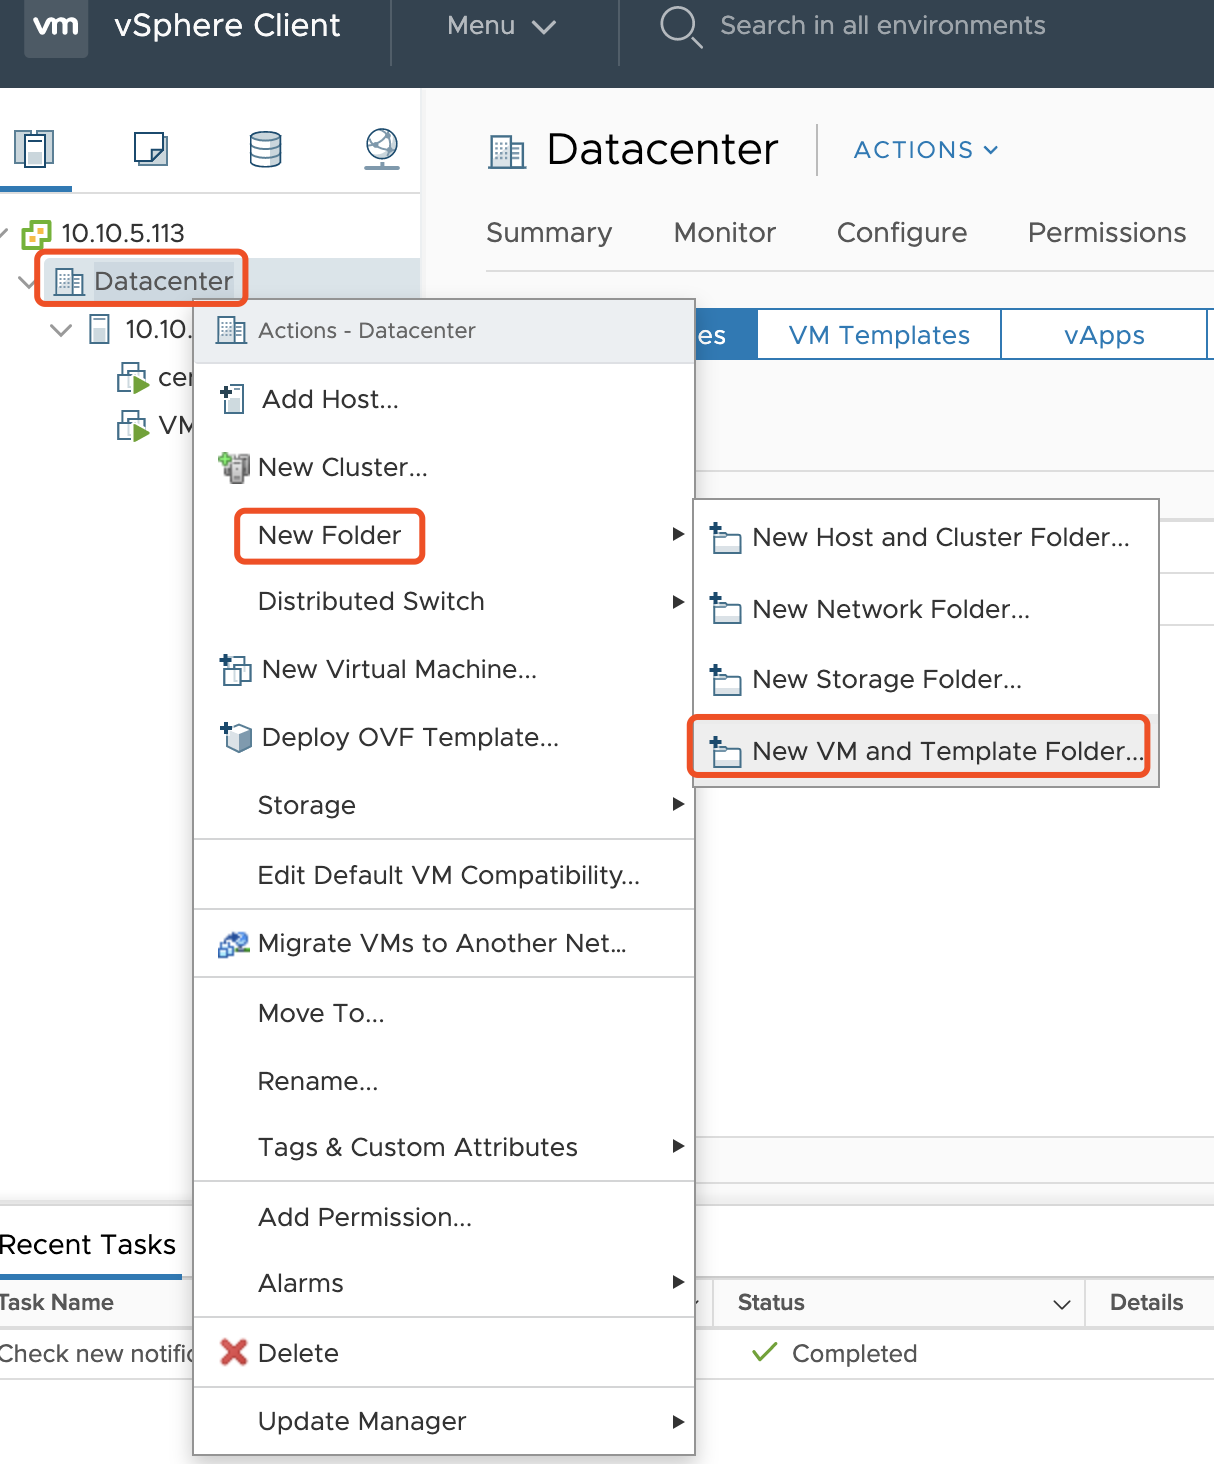 vm vSphere Client Menu Search in all environments
Datacenter ACTIONS
10.10.5.113
Summary Monitor Configure Permissions
Datacenter
10.10.
Actions - Datacenter
VM Templates vApps
VM
Add Host...
New Cluster...
New Folder
New Host and Cluster Folder...
Distributed Switch
New Network Folder...
New Virtual Machine...
New Storage Folder...
Deploy OVF Template...
New VM and Template Folder...
Storage
Edit Default VM Compatibility...
Migrate VMs to Another Net...
Move To...
Rename...
Tags & Custom Attributes
Add Permission...
Recent Tasks
Alarms
Task Name Status Details
Check new notific Completed
Delete
Update Manager